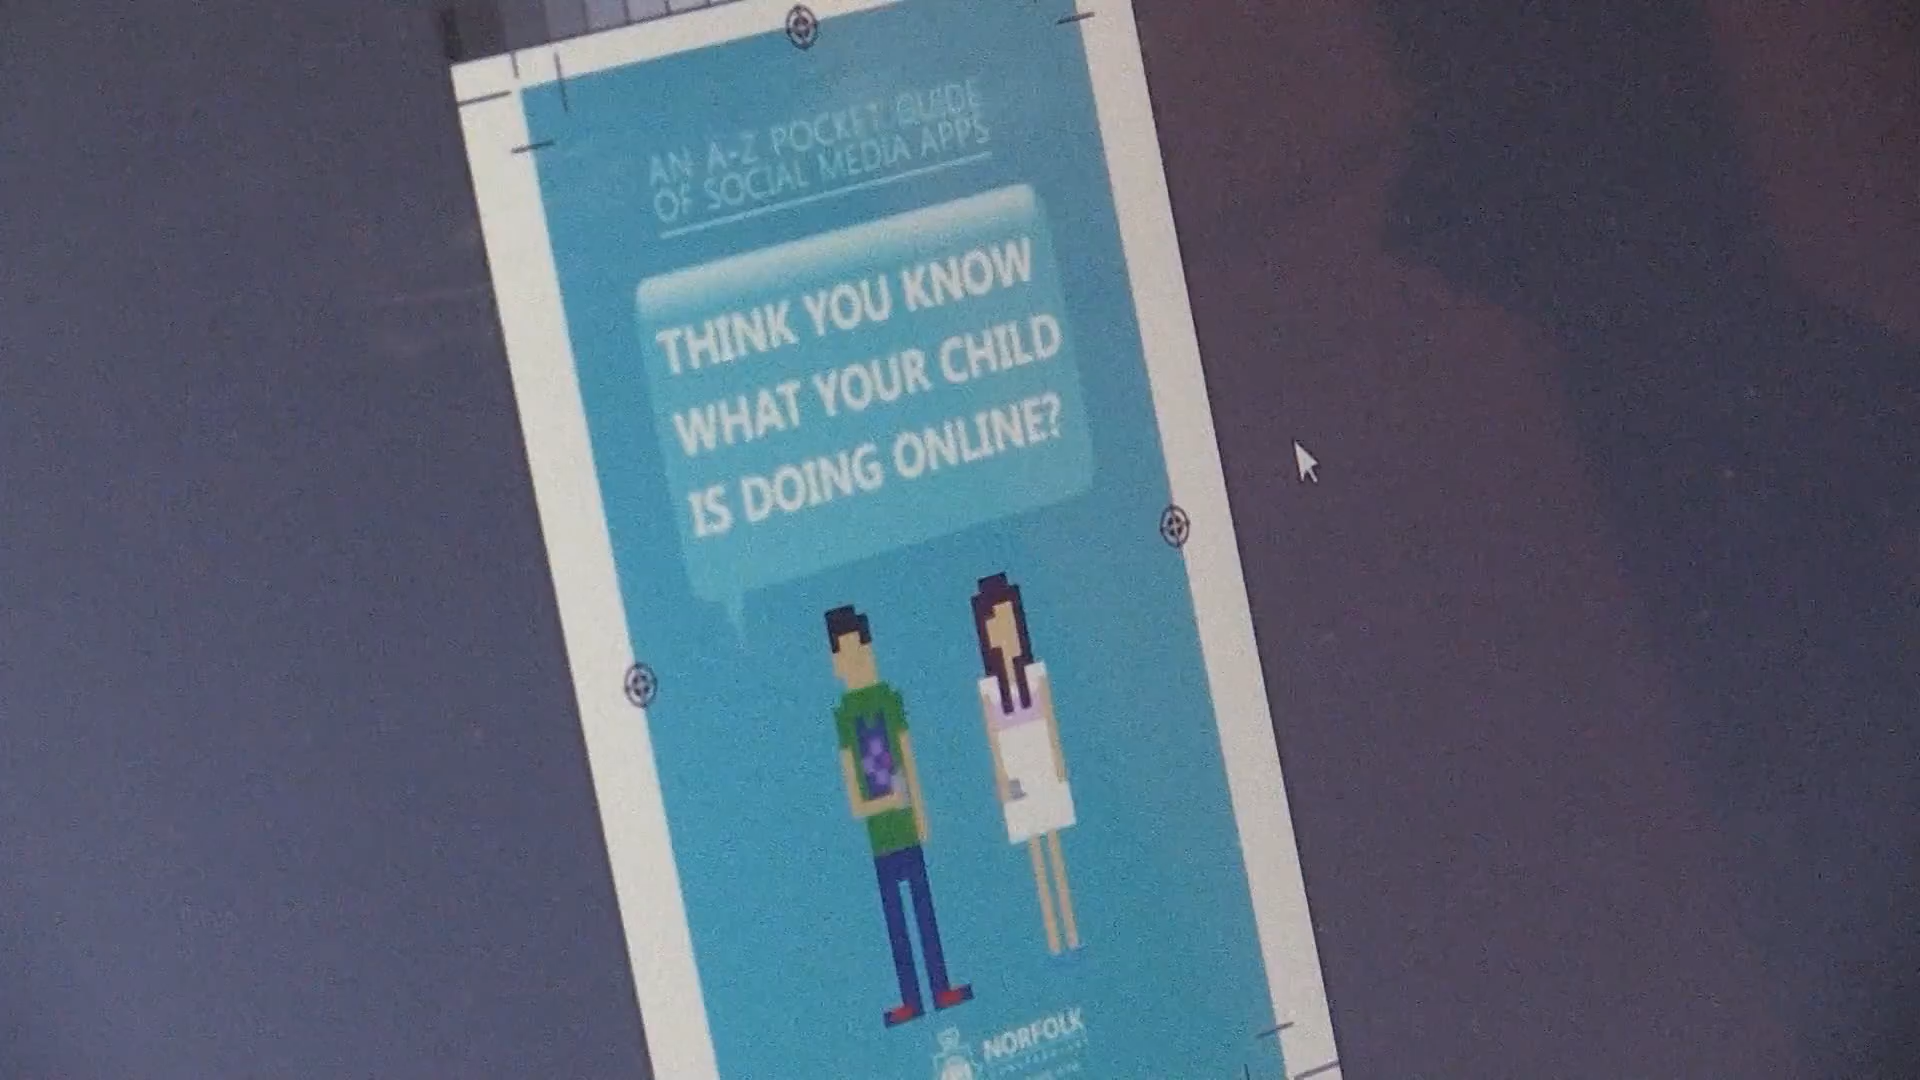 AN A-Z POCKET GUIDE
OF SOCIAL MEDIA APPS
THINK YOU KNOW
WHAT YOUR CHILD
IS DOING ONLINE?
NORFOLK